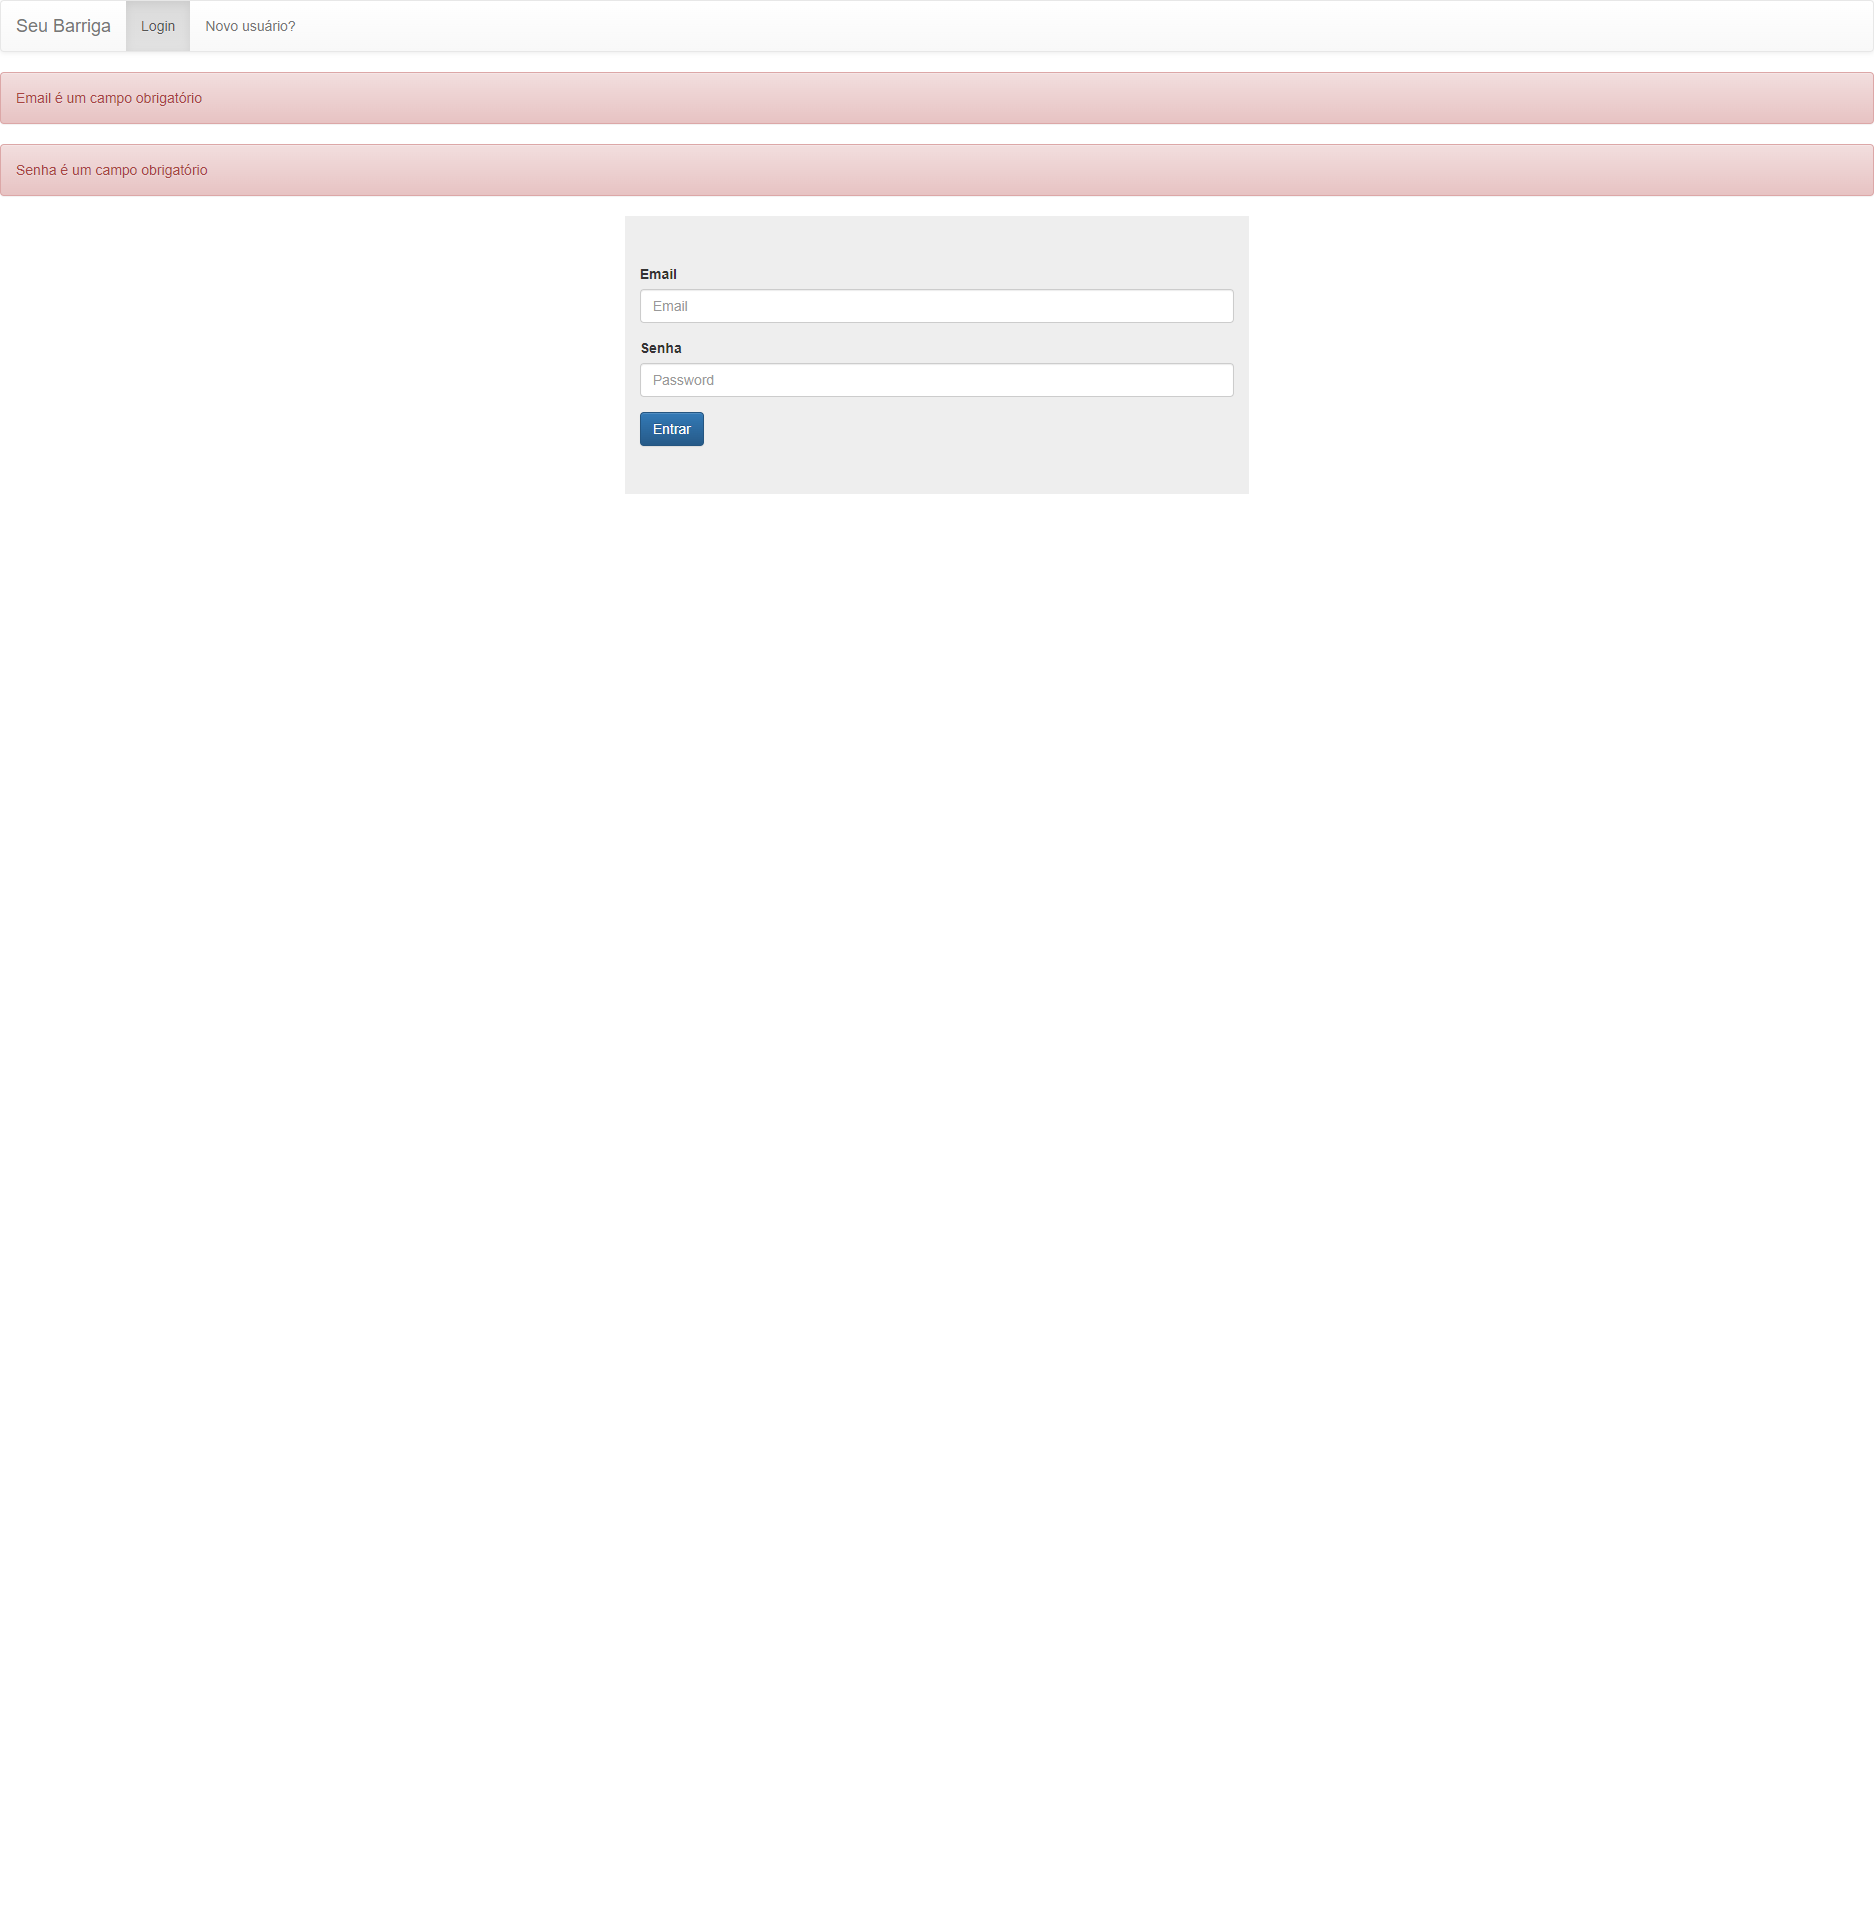 Seu Barriga Login Novo usuário?
Email é um campo obrigatório
Senha é um campo obrigatório
Email
Email
Senha
Password
Entrar